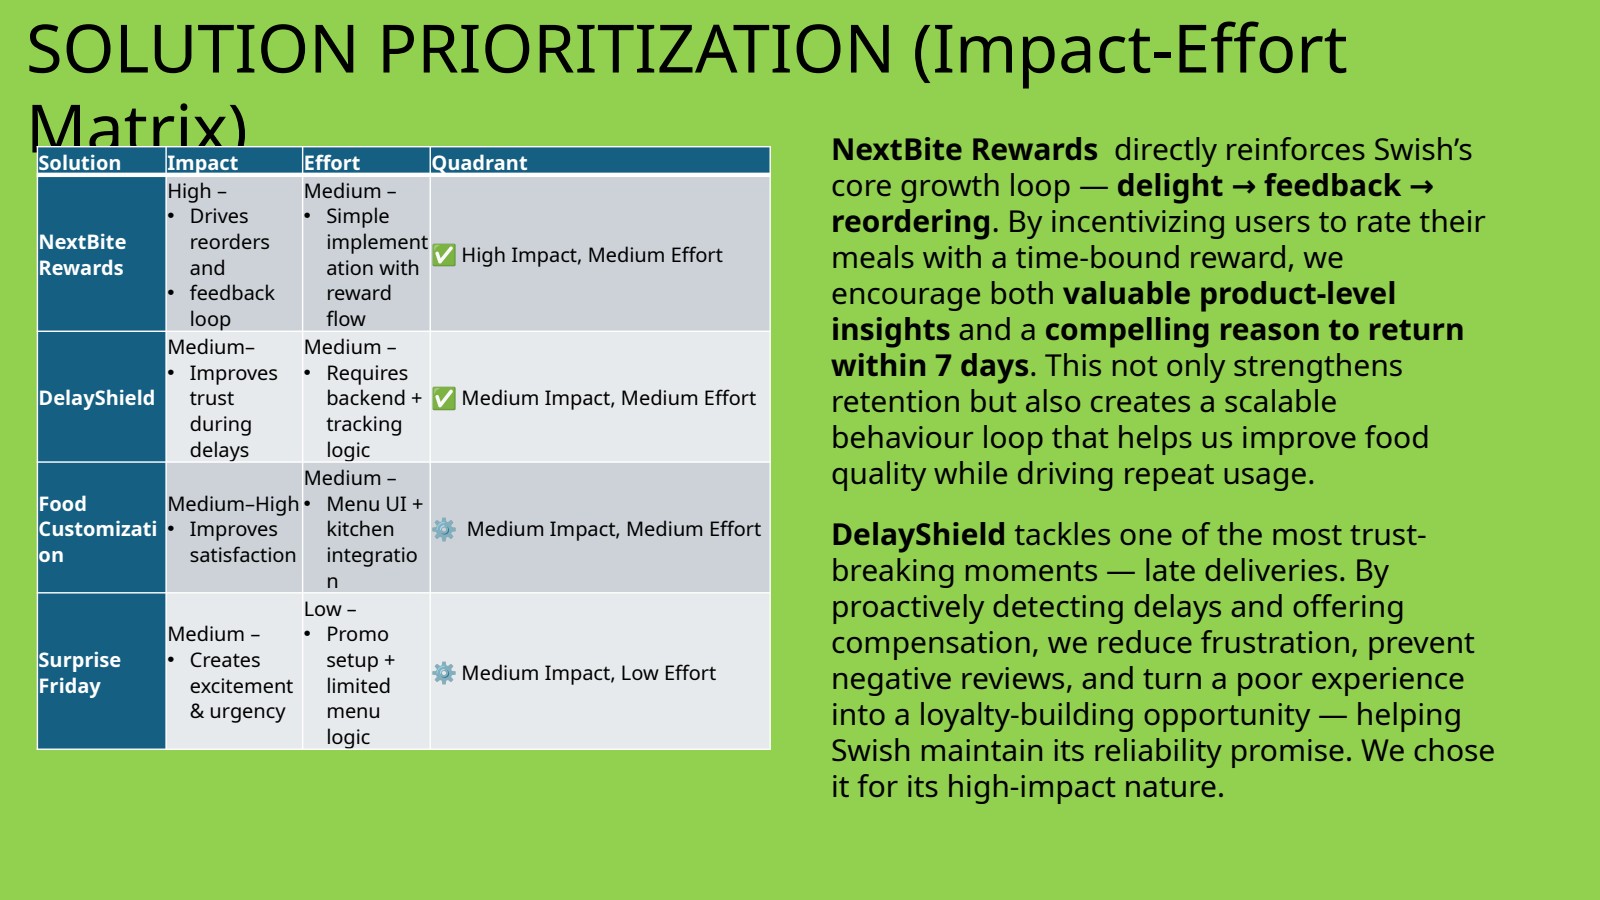 SOLUTION PRIORITIZATION (Impact-Effort
Matrix)
Solution Impact Effort Quadrant
NextBite
Rewards
High –
• Drives
reorders
and
• feedback
loop
Medium –
• Simple
implement
ation with
reward
flow
✅ High Impact, Medium Effort
DelayShield
Medium–
• Improves
trust
during
delays
Medium –
• Requires
backend +
tracking
logic
✅ Medium Impact, Medium Effort
Food
Customizati
on
Medium–High
• Improves
satisfaction
Medium –
• Menu UI +
kitchen
integratio
n
⚙️ Medium Impact, Medium Effort
Surprise
Friday
Medium –
• Creates
excitement
& urgency
Low –
• Promo
setup +
limited
menu
logic
⚙️ Medium Impact, Low Effort
NextBite Rewards directly reinforces Swish’s
core growth loop — delight → feedback →
reordering. By incentivizing users to rate their
meals with a time-bound reward, we
encourage both valuable product-level
insights and a compelling reason to return
within 7 days. This not only strengthens
retention but also creates a scalable
behaviour loop that helps us improve food
quality while driving repeat usage.
DelayShield tackles one of the most trust-
breaking moments — late deliveries. By
proactively detecting delays and offering
compensation, we reduce frustration, prevent
negative reviews, and turn a poor experience
into a loyalty-building opportunity — helping
Swish maintain its reliability promise. We chose
it for its high-impact nature.